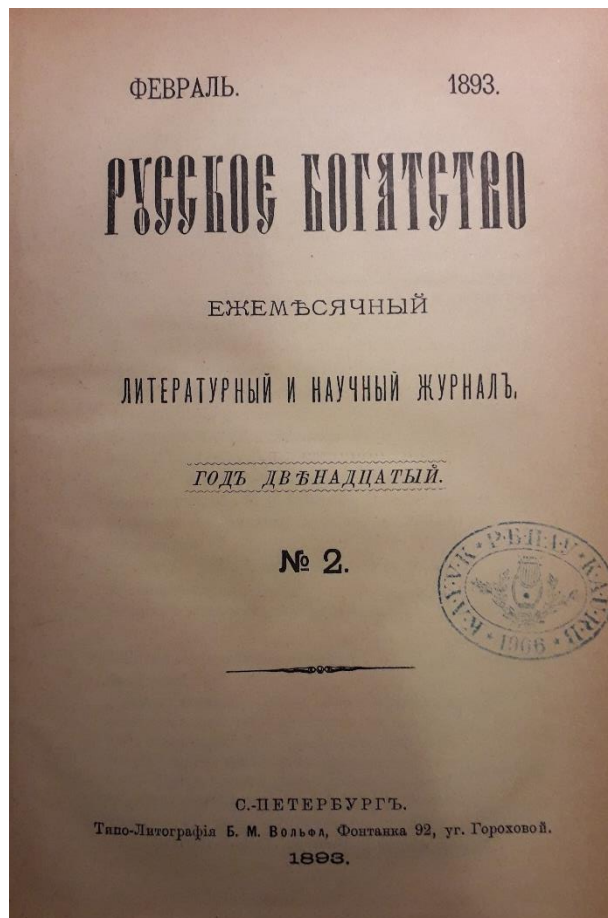 ФЕВРАЛЬ. 1893.
РУССКОЕ БОГАТСТВО
ЕЖЕМѢСЯЧНЫЙ
ЛИТЕРАТУРНЫЙ И НАУЧНЫЙ ЖУРНАЛЪ.
ГОДЪ ДВѢНАДЦАТЫЙ.
№ 2.
1906
С.-ПЕТЕРБУРГЪ.
Типо-Литографія Б. М. Вольфа, Фонтанка 92, уг. Гороховой.
1893.